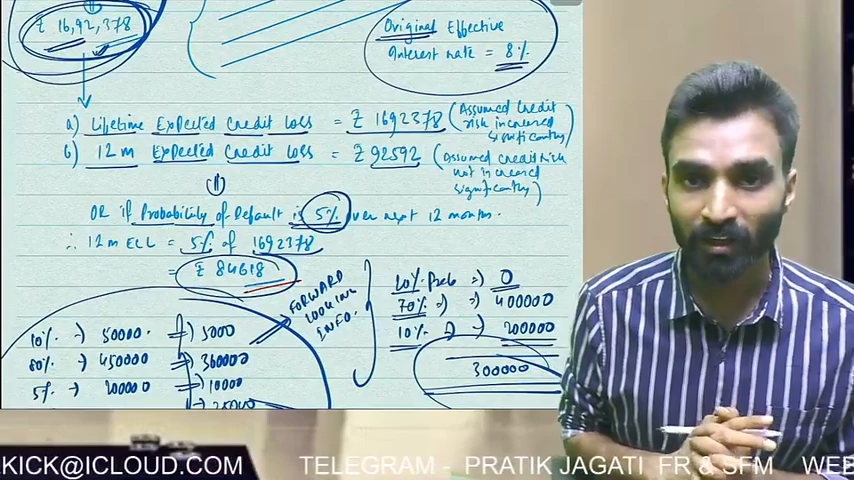 ₹ 16,92,378
Original Effective
Interest rate = 8%.
a) Lifetime Expected Credit Loss = ₹ 1692378 (Assumed Credit
risk increased
significantly)
b) 12m Expected Credit Loss = ₹ 92592 (Assumed credit risk
not increased
significantly)
OR if Probability of Default is 5% over next 12 months.
∴ 12m ECL = 5% of 1692378
= ₹ 84618
FORWARD
LOOKING
INFO.
10% → 50000 ⇒ 5000
80% → 450000 ⇒ 360000
5% → 200000 ⇒ 10000
10% Prob ⇒ 0
70% ⇒ 400000
10% ⇒ 200000
300000
KICK@ICLOUD.COM TELEGRAM - PRATIK JAGATI FR & SFM WEB